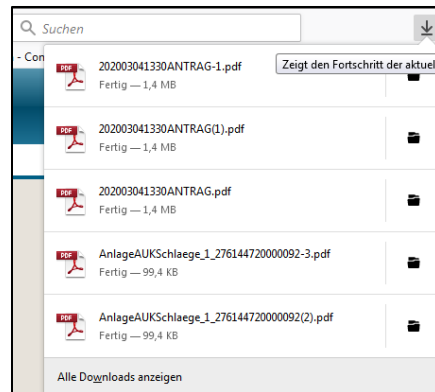 Suchen
- Con
Zeigt den Fortschritt der aktuel
PDF
202003041330ANTRAG-1.pdf
Fertig — 1,4 MB
PDF
202003041330ANTRAG(1).pdf
Fertig — 1,4 MB
PDF
202003041330ANTRAG.pdf
Fertig — 1,4 MB
PDF
AnlageAUKSchlaege_1_276144720000092-3.pdf
Fertig — 99,4 KB
PDF
AnlageAUKSchlaege_1_276144720000092(2).pdf
Fertig — 99,4 KB
Alle Downloads anzeigen